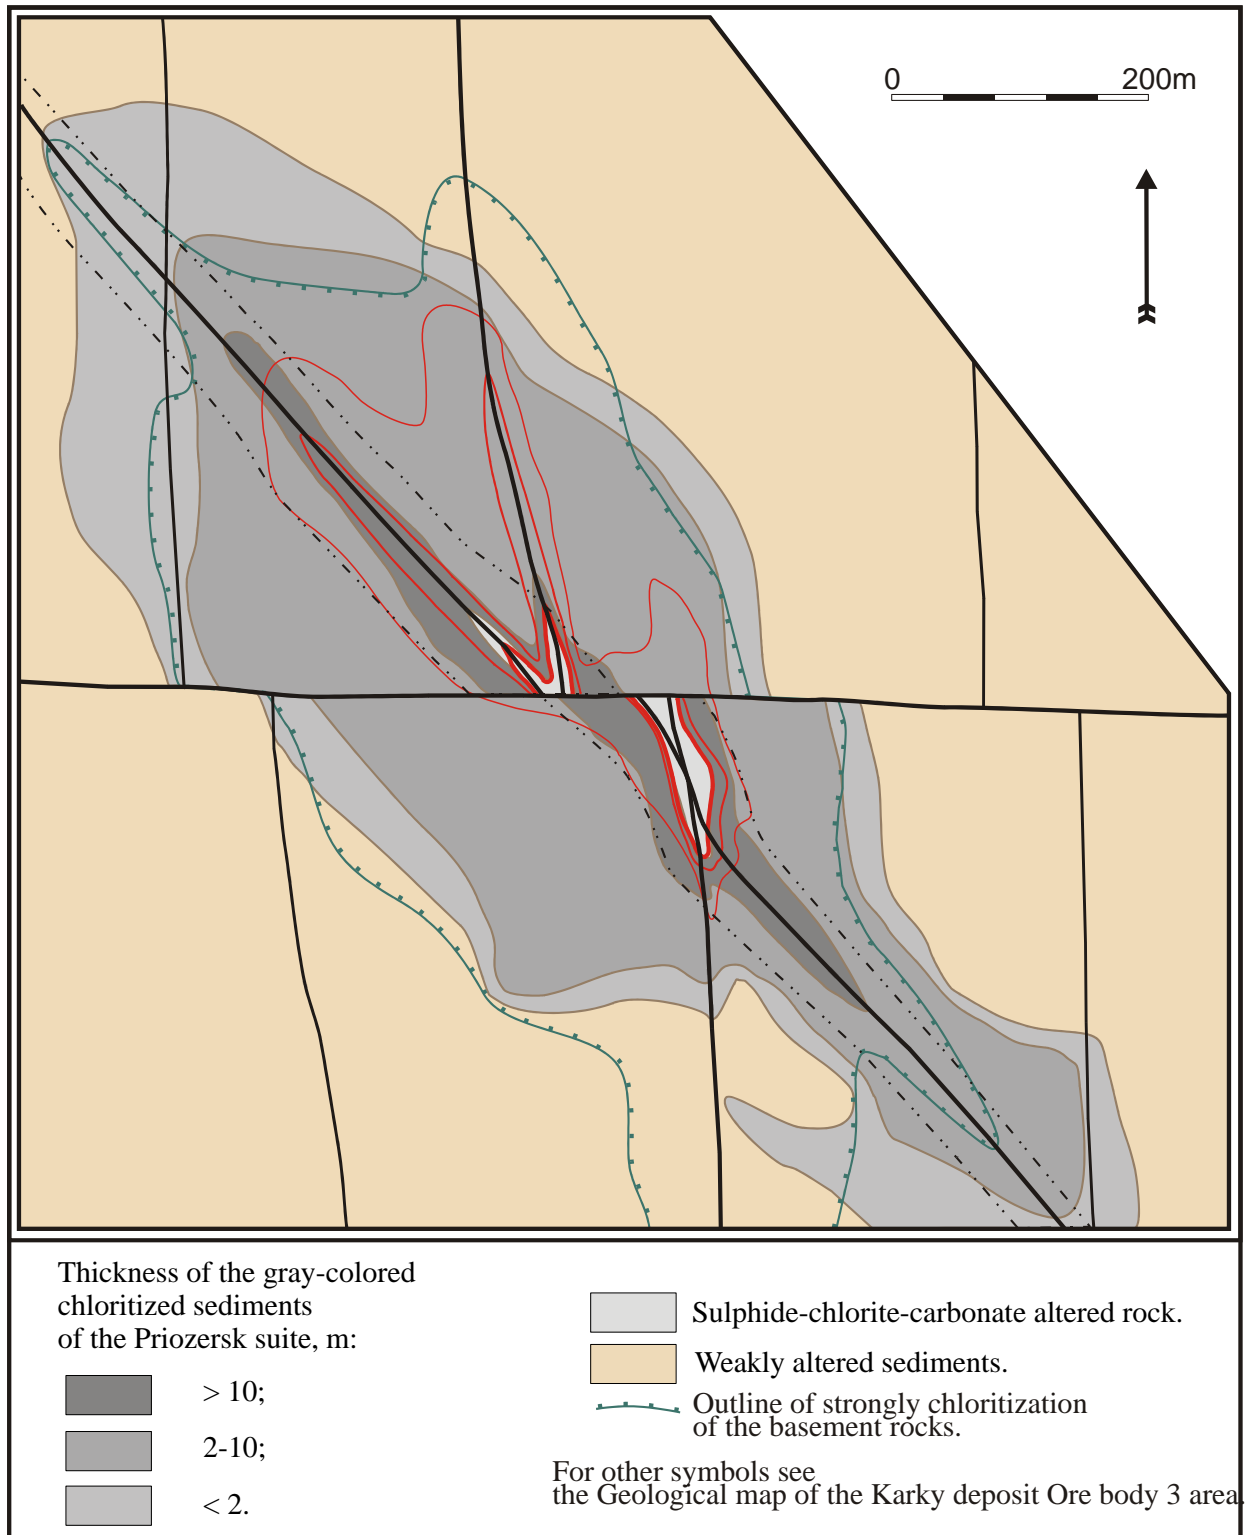 0 200m
Thickness of the gray-colored
chloritized sediments
of the Priozersk suite, m:
> 10;
2-10;
< 2.
Sulphide-chlorite-carbonate altered rock.
Weakly altered sediments.
Outline of strongly chloritization
of the basement rocks.
For other symbols see
the Geological map of the Karky deposit Ore body 3 area.